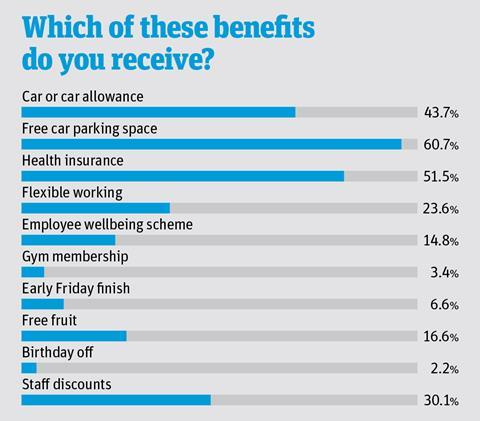 Which of these benefits
do you receive?
Car or car allowance
43.7%
Free car parking space
60.7%
Health insurance
51.5%
Flexible working
23.6%
Employee wellbeing scheme
14.8%
Gym membership
3.4%
Early Friday finish
6.6%
Free fruit
16.6%
Birthday off
2.2%
Staff discounts
30.1%